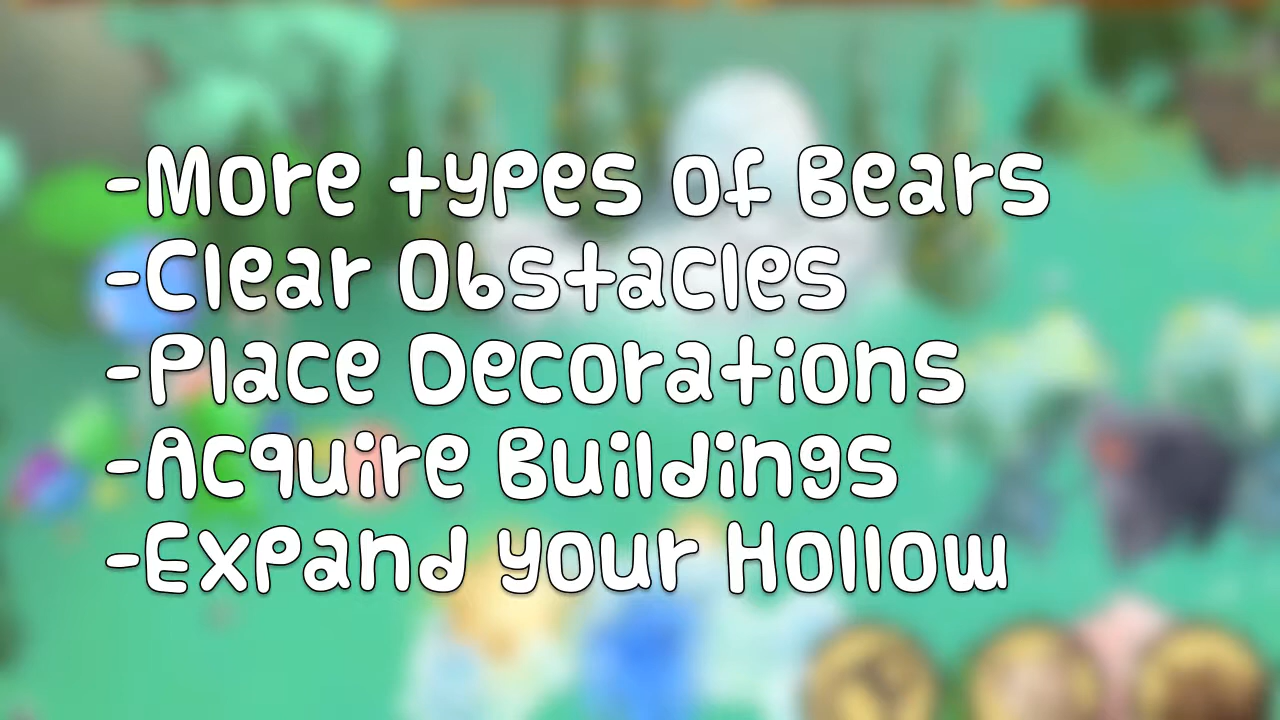 -More types of Bears
-Clear Obstacles
-Place Decorations
-Acquire Buildings
-Expand your Hollow